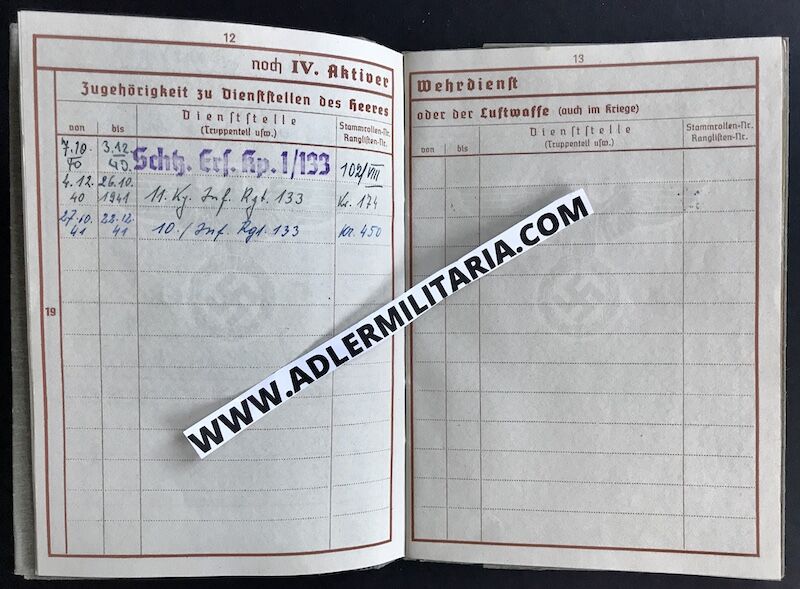 12
noch IV. Aktiver
Zugehörigkeit zu Dienststellen des Heeres
von
bis
Dienststelle
(Truppenteil usw.)
Stammrollen-Nr.
Ranglisten-Nr.
7.10.
40
3.12.
40.
Schtz. Ers. Kp. 1/133
102/VIII
4.12.
40
26.10.
1941
11. Kp. Inf. Rgt. 133
Nr. 174
27.10.
41
22.12.
41
10./Inf. Rgt. 133
Nr. 450
19
13
Wehrdienst
oder der Luftwaffe (auch im Kriege)
von
bis
Dienststelle
(Truppenteil usw.)
Stammrollen-Nr.
Ranglisten-Nr.
WWW.ADLERMILITARIA.COM